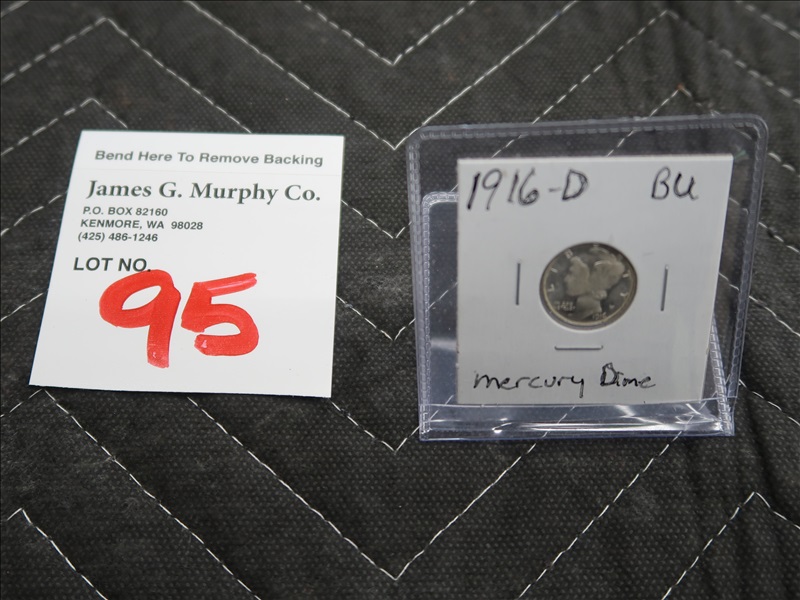 Bend Here To Remove Backing
James G. Murphy Co.
P.O. BOX 82160
KENMORE, WA 98028
(425) 486-1246
LOT NO.
95
1916-D BU
LIBE
mercury Dime